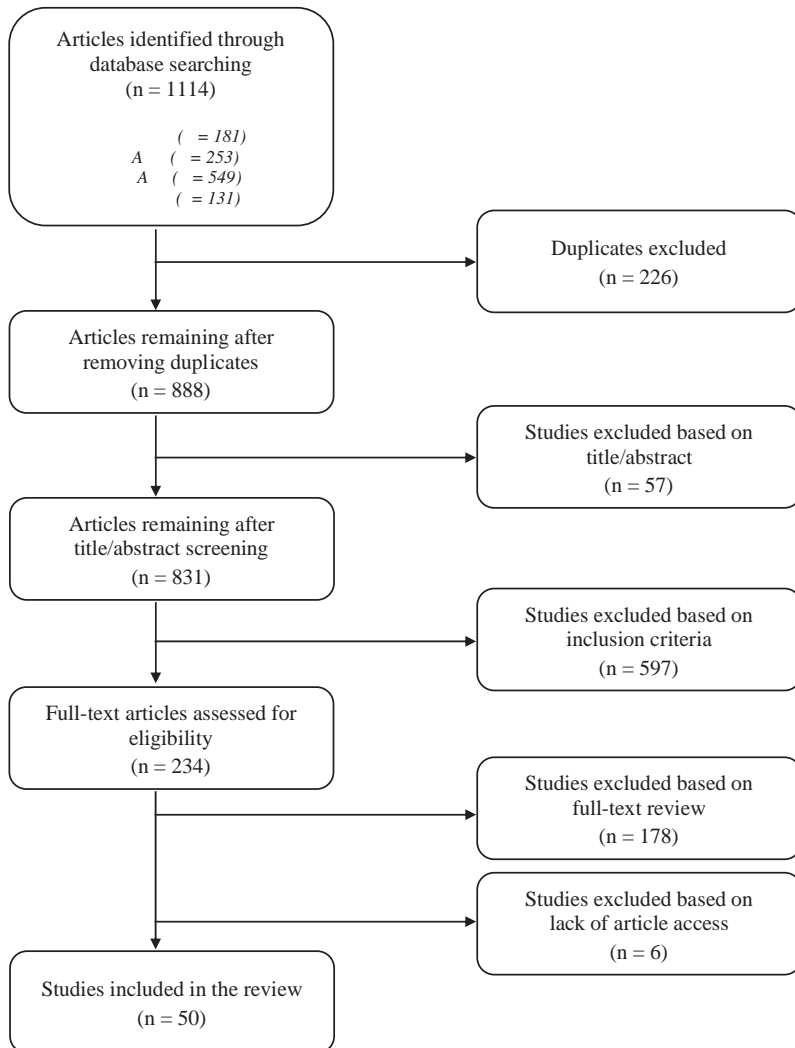 Articles identified through
database searching
(n = 1114)
( = 181)
A ( = 253)
A ( = 549)
( = 131)
Duplicates excluded
(n = 226)
Articles remaining after
removing duplicates
(n = 888)
Studies excluded based on
title/abstract
(n = 57)
Articles remaining after
title/abstract screening
(n = 831)
Studies excluded based on
inclusion criteria
(n = 597)
Full-text articles assessed for
eligibility
(n = 234)
Studies excluded based on
full-text review
(n = 178)
Studies excluded based on
lack of article access
(n = 6)
Studies included in the review
(n = 50)